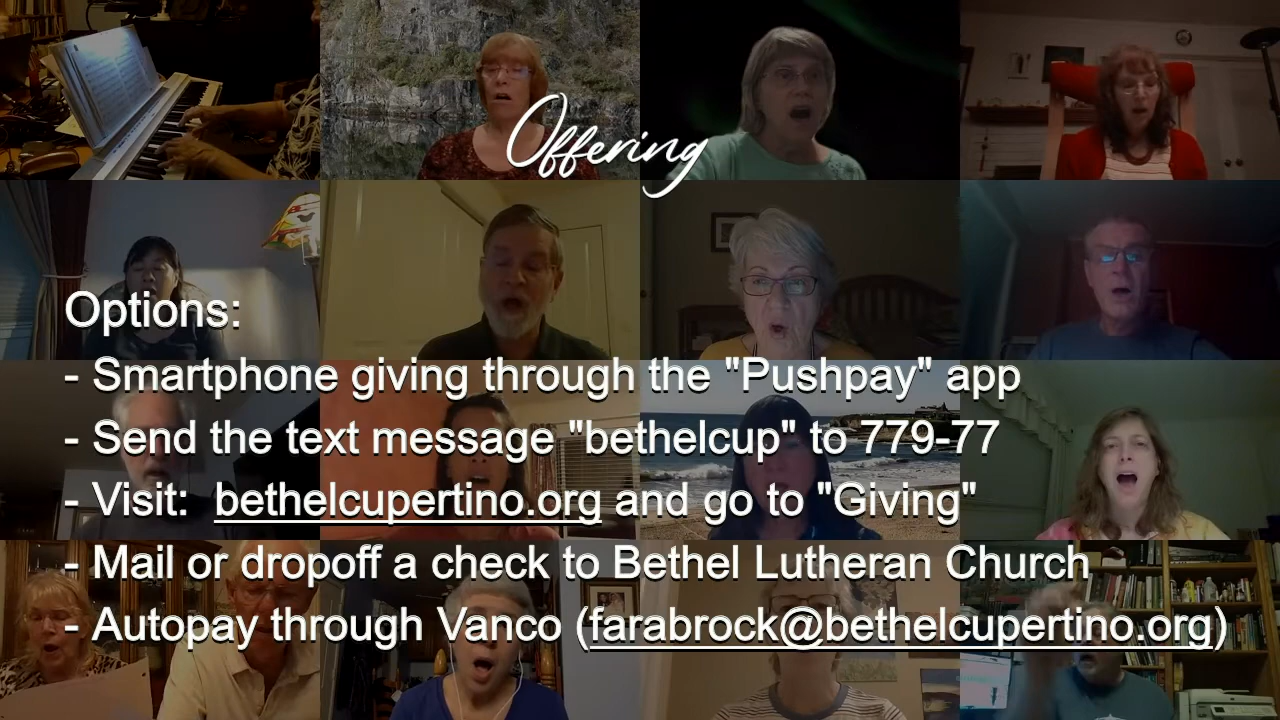 Offering
Options:
- Smartphone giving through the "Pushpay" app
- Send the text message "bethelcup" to 779-77
- Visit: bethelcupertino.org and go to "Giving"
- Mail or dropoff a check to Bethel Lutheran Church
- Autopay through Vanco (farabrock@bethelcupertino.org)